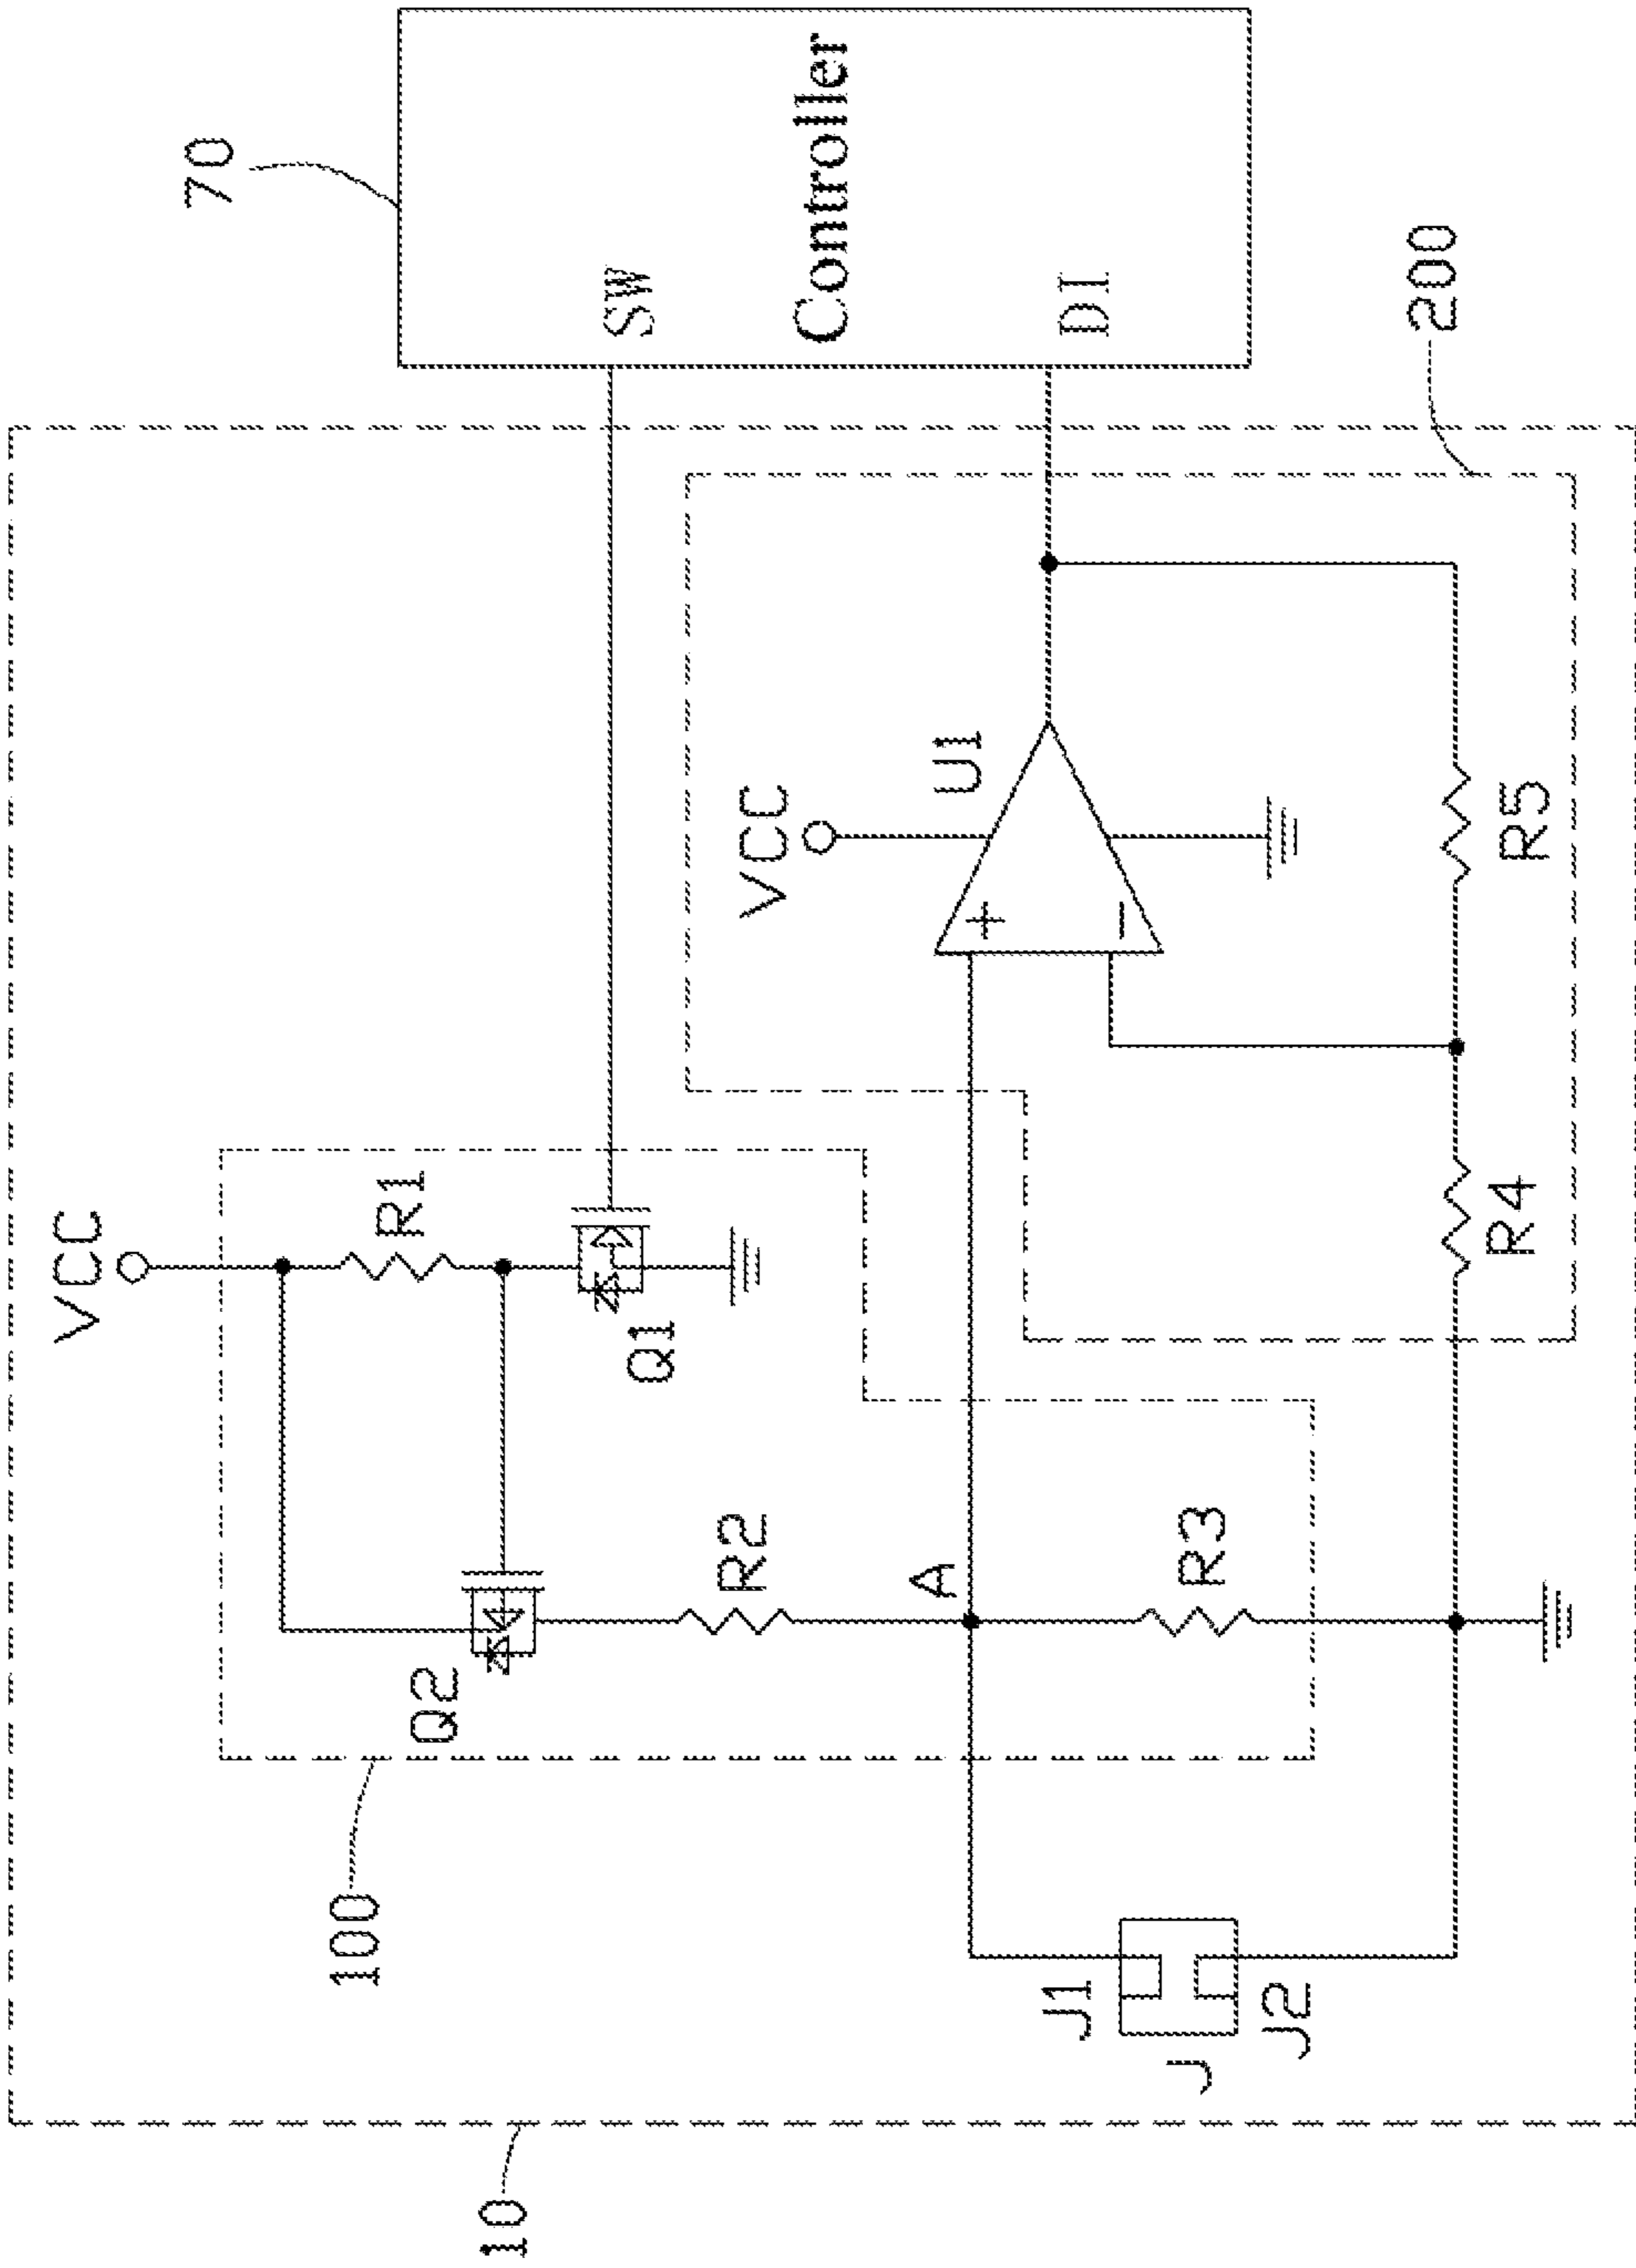 70
Controller
SW
DI
200
VCC
U1
R5
VCC
R1
Q1
R4
Q2
R2
A
R3
100
J1
J
J2
10